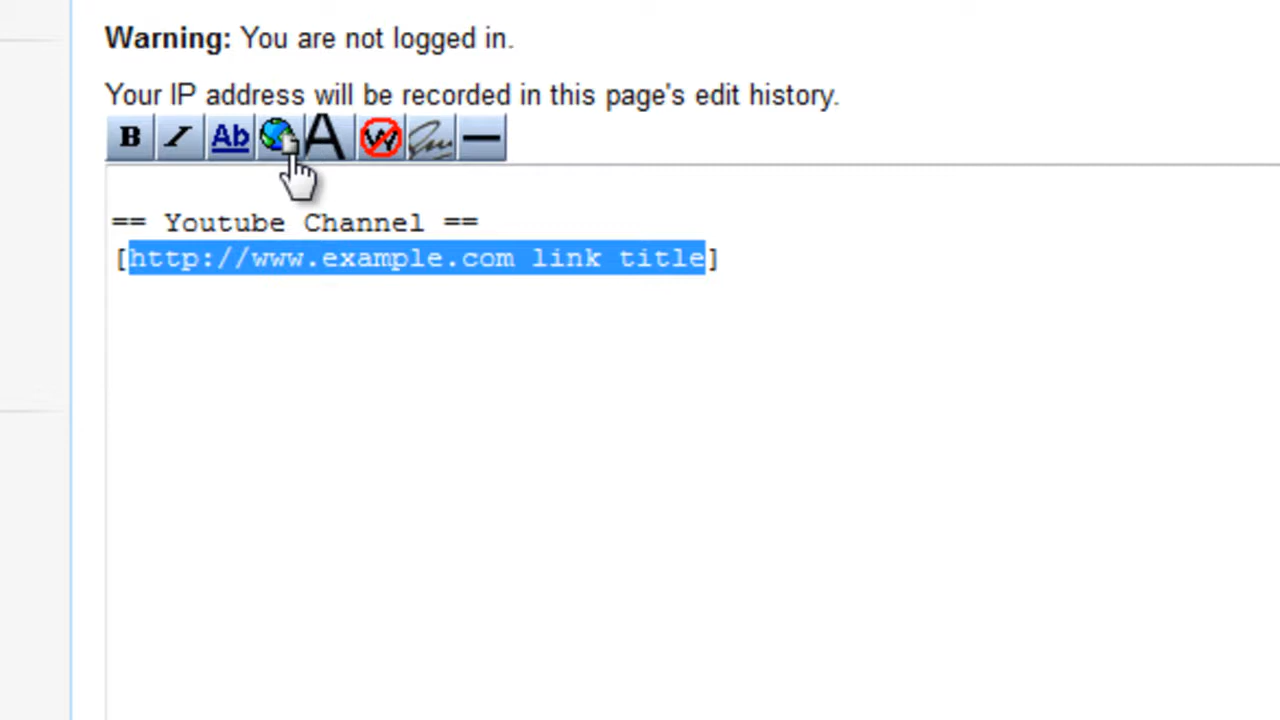 Warning: You are not logged in.
Your IP address will be recorded in this page's edit history.
B I Ab A W
== Youtube Channel ==
[http://www.example.com link title]